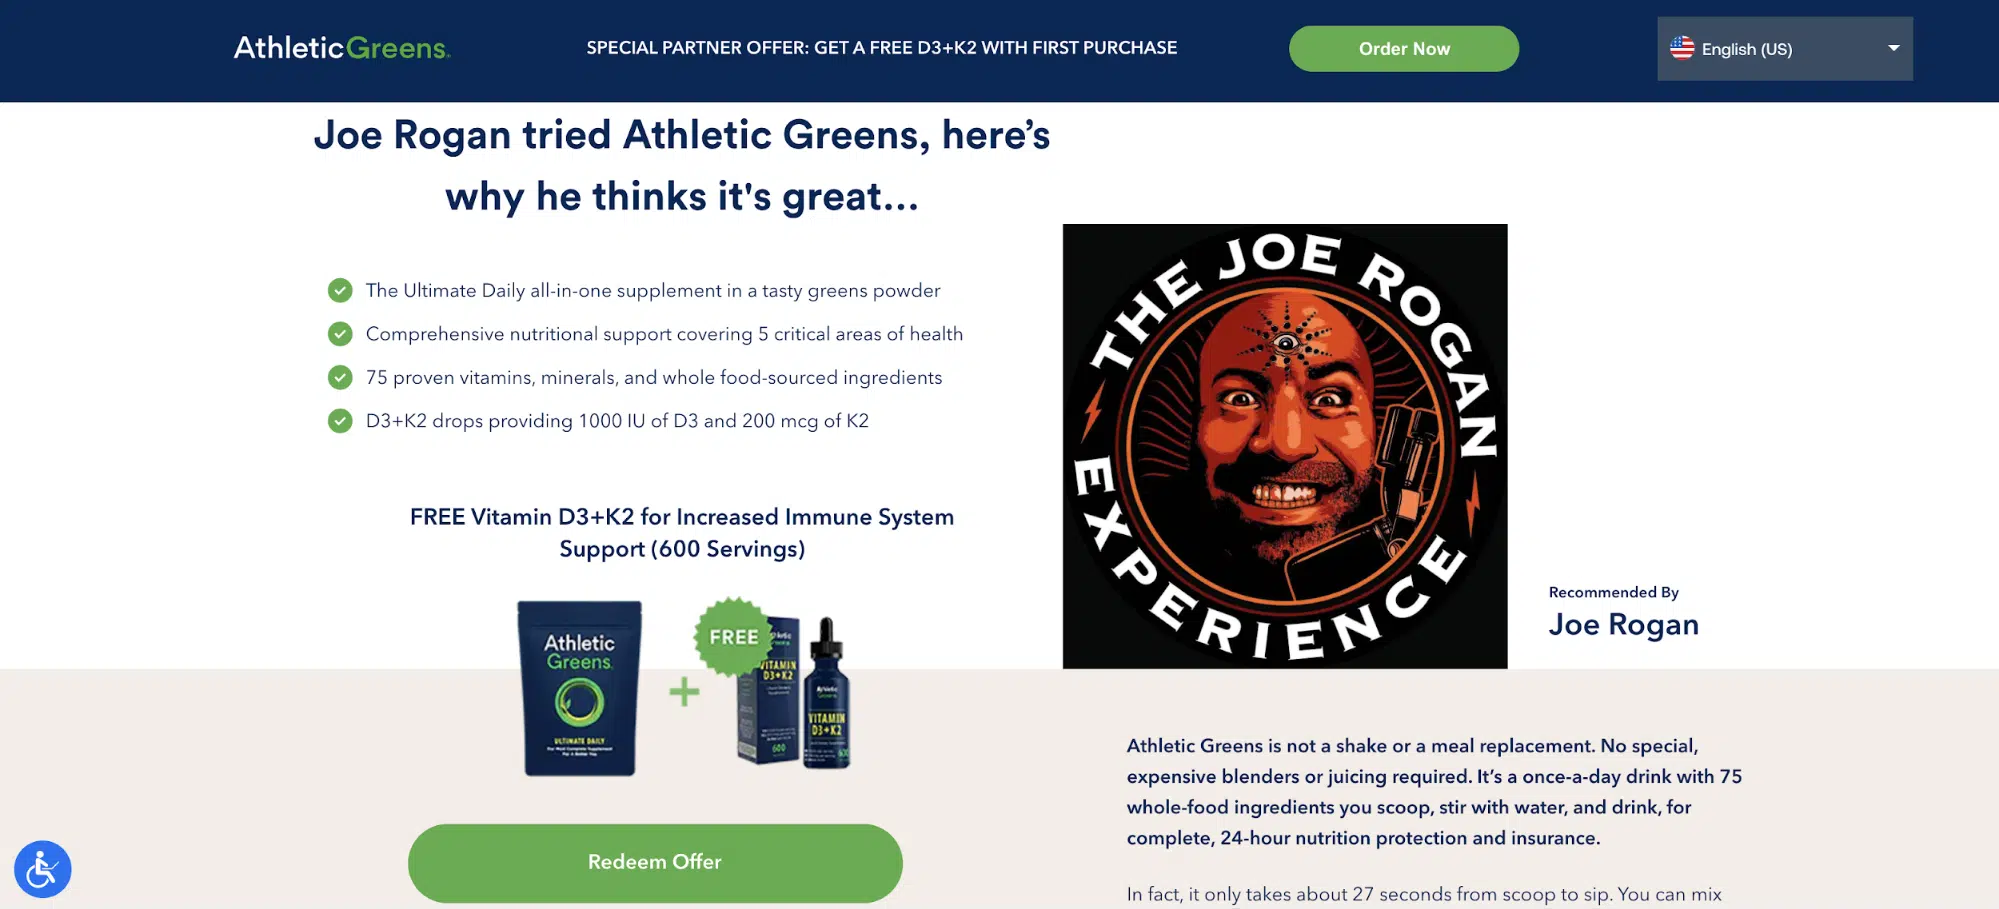 AthleticGreens.
SPECIAL PARTNER OFFER: GET A FREE D3+K2 WITH FIRST PURCHASE
Order Now
English (US)
Joe Rogan tried Athletic Greens, here’s
why he thinks it's great...
The Ultimate Daily all-in-one supplement in a tasty greens powder
Comprehensive nutritional support covering 5 critical areas of health
75 proven vitamins, minerals, and whole food-sourced ingredients
D3+K2 drops providing 1000 IU of D3 and 200 mcg of K2
FREE Vitamin D3+K2 for Increased Immune System
Support (600 Servings)
Athletic
Greens
ULTIMATE DAILY
FREE
VITAMIN
D3+K2
600
Athletic
Greens
VITAMIN
D3+K2
Redeem Offer
THE JOE ROGAN
EXPERIENCE
Recommended By
Joe Rogan
Athletic Greens is not a shake or a meal replacement. No special,
expensive blenders or juicing required. It’s a once-a-day drink with 75
whole-food ingredients you scoop, stir with water, and drink, for
complete, 24-hour nutrition protection and insurance.
In fact, it only takes about 27 seconds from scoop to sip. You can mix